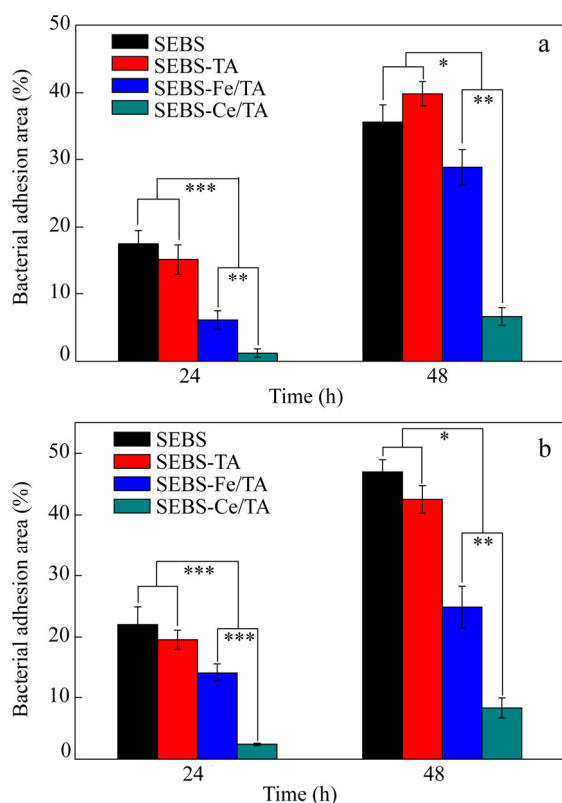 a
SEBS
SEBS-TA
SEBS-Fe/TA
SEBS-Ce/TA
Bacterial adhesion area (%)
50
40
30
20
10
0
***
**
*
**
24
48
Time (h)
b
SEBS
SEBS-TA
SEBS-Fe/TA
SEBS-Ce/TA
Bacterial adhesion area (%)
50
40
30
20
10
0
***
***
*
**
24
48
Time (h)